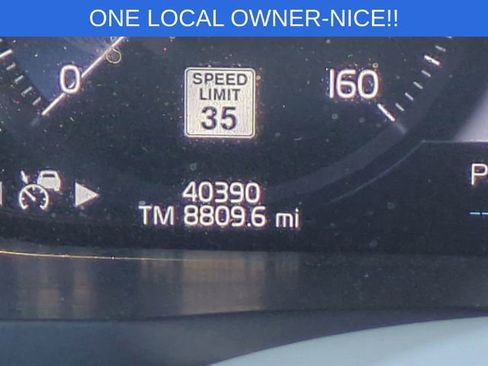 ONE LOCAL OWNER-NICE!!
0
SPEED
LIMIT
35
160
40390
TM 8809.6 mi
P